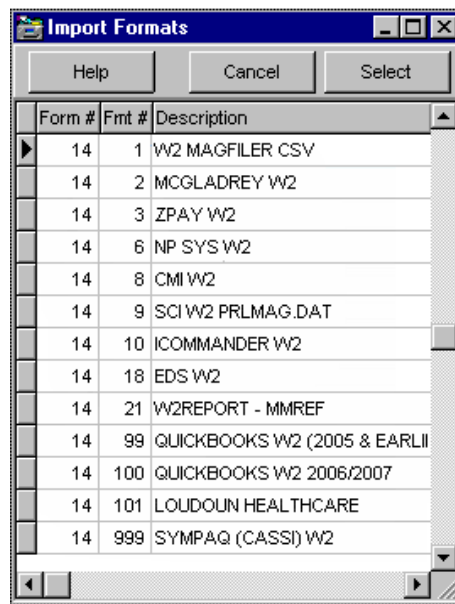 Import Formats
Help Cancel Select
Form # Fmt # Description
14 1 W2 MAGFILER CSV
14 2 MCGLADREY W2
14 3 ZPAY W2
14 6 NP SYS W2
14 8 CMI W2
14 9 SCI W2 PRLMAG.DAT
14 10 ICOMMANDER W2
14 18 EDS W2
14 21 W2REPORT - MMREF
14 99 QUICKBOOKS W2 (2005 & EARLI
14 100 QUICKBOOKS W2 2006/2007
14 101 LOUDOUN HEALTHCARE
14 999 SYMPAQ (CASSI) W2